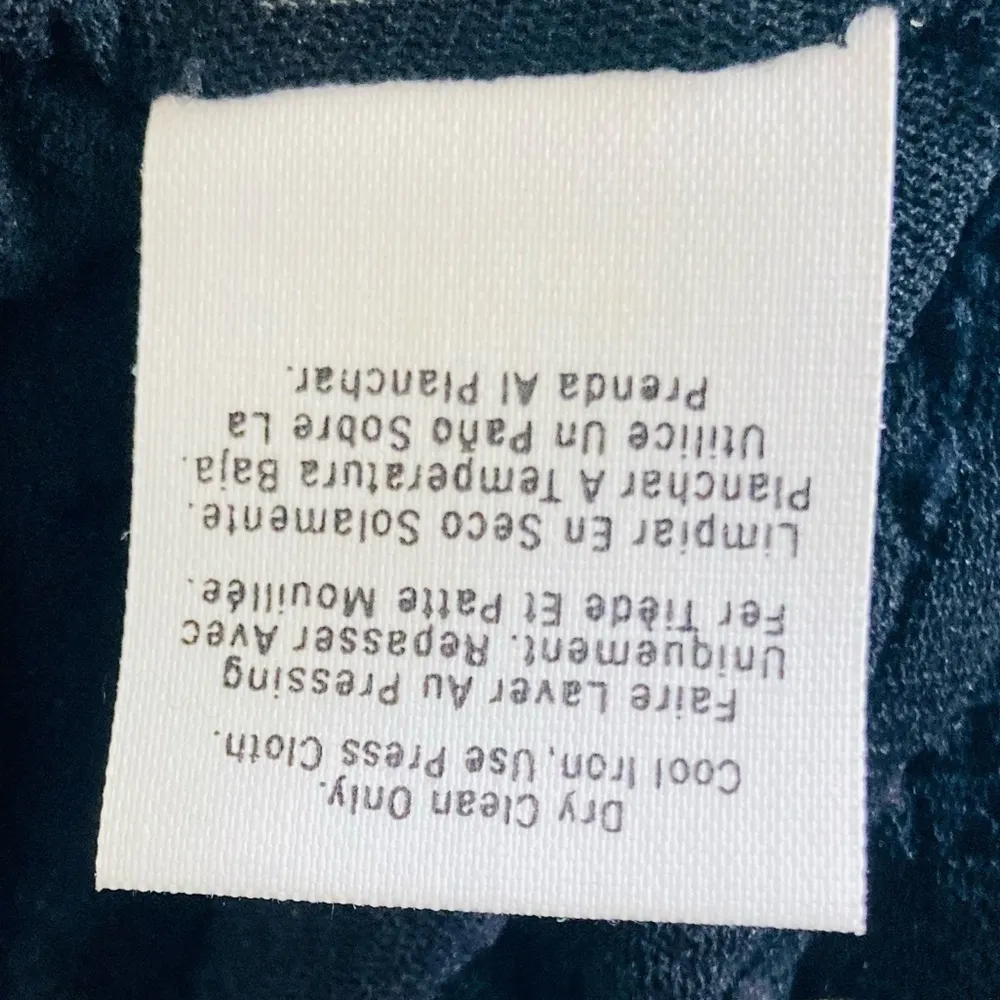 Dry Clean Only.
Cool Iron, Use Press Cloth.
Faire Laver Au Pressing
Uniquement. Repasser Avec
Fer Tiède Et Patte Mouillée.
Limpiar En Seco Solamente.
Planchar A Temperatura Baja.
Utilice Un Paño Sobre La
Prenda Al Planchar.